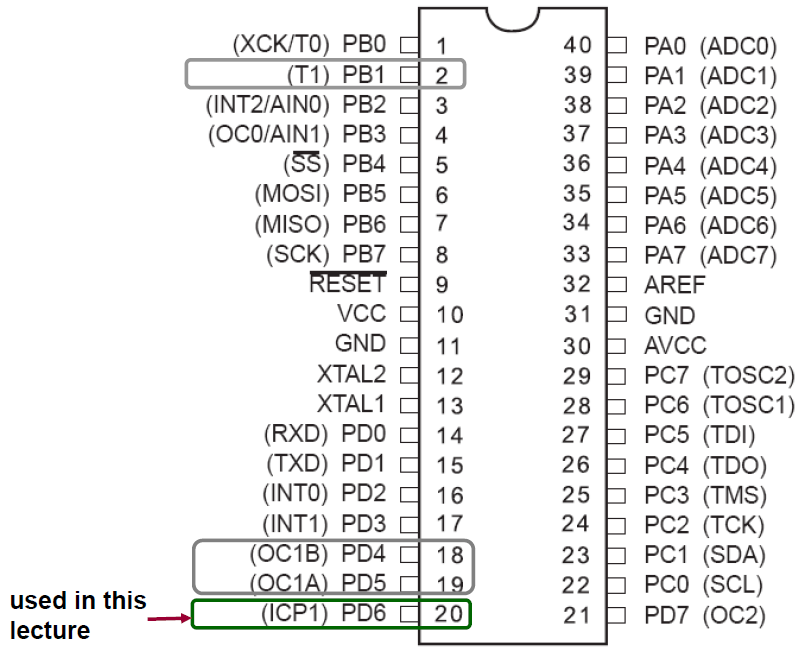 (XCK/T0) PB0 1 40 PA0 (ADC0)
(T1) PB1 2 39 PA1 (ADC1)
(INT2/AIN0) PB2 3 38 PA2 (ADC2)
(OC0/AIN1) PB3 4 37 PA3 (ADC3)
(SS) PB4 5 36 PA4 (ADC4)
(MOSI) PB5 6 35 PA5 (ADC5)
(MISO) PB6 7 34 PA6 (ADC6)
(SCK) PB7 8 33 PA7 (ADC7)
RESET 9 32 AREF
VCC 10 31 GND
GND 11 30 AVCC
XTAL2 12 29 PC7 (TOSC2)
XTAL1 13 28 PC6 (TOSC1)
(RXD) PD0 14 27 PC5 (TDI)
(TXD) PD1 15 26 PC4 (TDO)
(INT0) PD2 16 25 PC3 (TMS)
(INT1) PD3 17 24 PC2 (TCK)
(OC1B) PD4 18 23 PC1 (SDA)
(OC1A) PD5 19 22 PC0 (SCL)
(ICP1) PD6 20 21 PD7 (OC2)
used in this
lecture